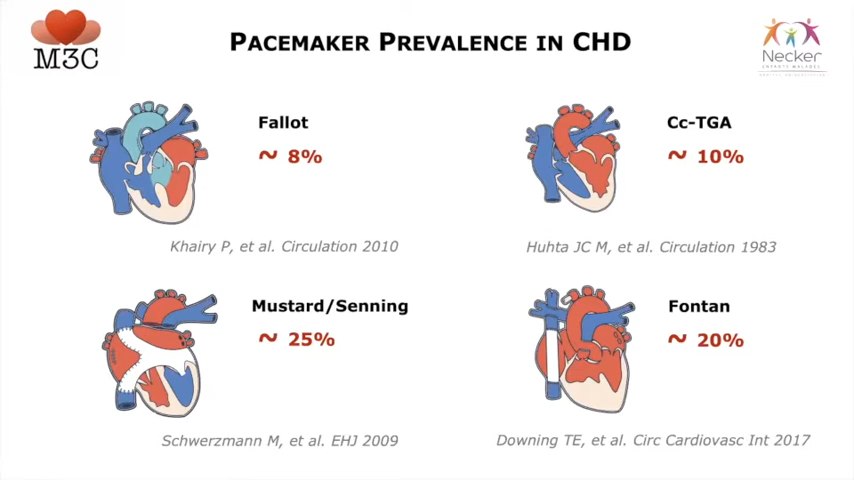 M3C
PACEMAKER PREVALENCE IN CHD
Necker
Fallot
~ 8%
Khairy P, et al. Circulation 2010
Cc-TGA
~ 10%
Huhta JC M, et al. Circulation 1983
Mustard/Senning
~ 25%
Schwerzmann M, et al. EHJ 2009
Fontan
~ 20%
Downing TE, et al. Circ Cardiovasc Int 2017